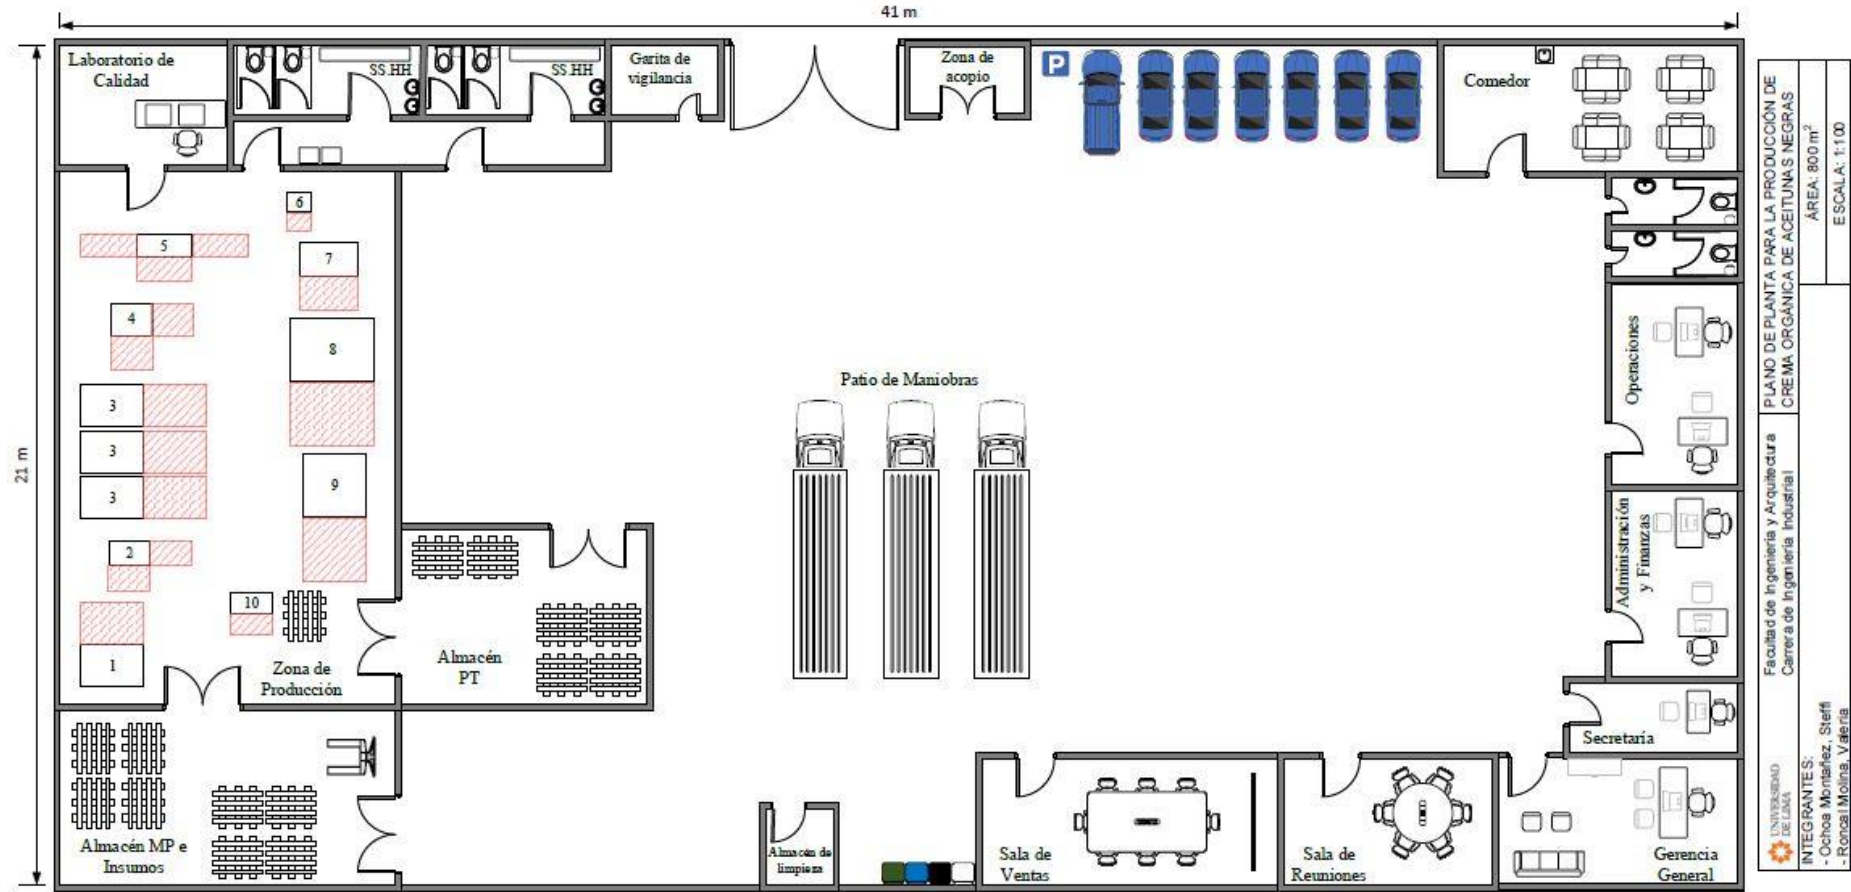 41 m
21 m
Laboratorio de
Calidad
SS.HH
SS.HH
Garita de
vigilancia
Zona de
acopio
P
Comedor
6
5
7
4
8
3
3
3
9
2
10
1
Zona de
Producción
Almacén
PT
Patio de Maniobras
Operaciones
Administración
y Finanzas
Secretaría
Almacén MP e
Insumos
Almacén de
limpieza
Sala de
Ventas
Sala de
Reuniones
Gerencia
General
UNIVERSIDAD
DE LIMA
Facultad de Ingeniería y Arquitectura
Carrera de Ingeniería Industrial
PLANO DE PLANTA PARA LA PRODUCCIÓN DE
CREMA ORGÁNICA DE ACEITUNAS NEGRAS
INTEGRANTES:
- Ochoa Montañez, Steffi
- Roncal Molina, Valeria
ÁREA: 800 m²
ESCALA: 1:100